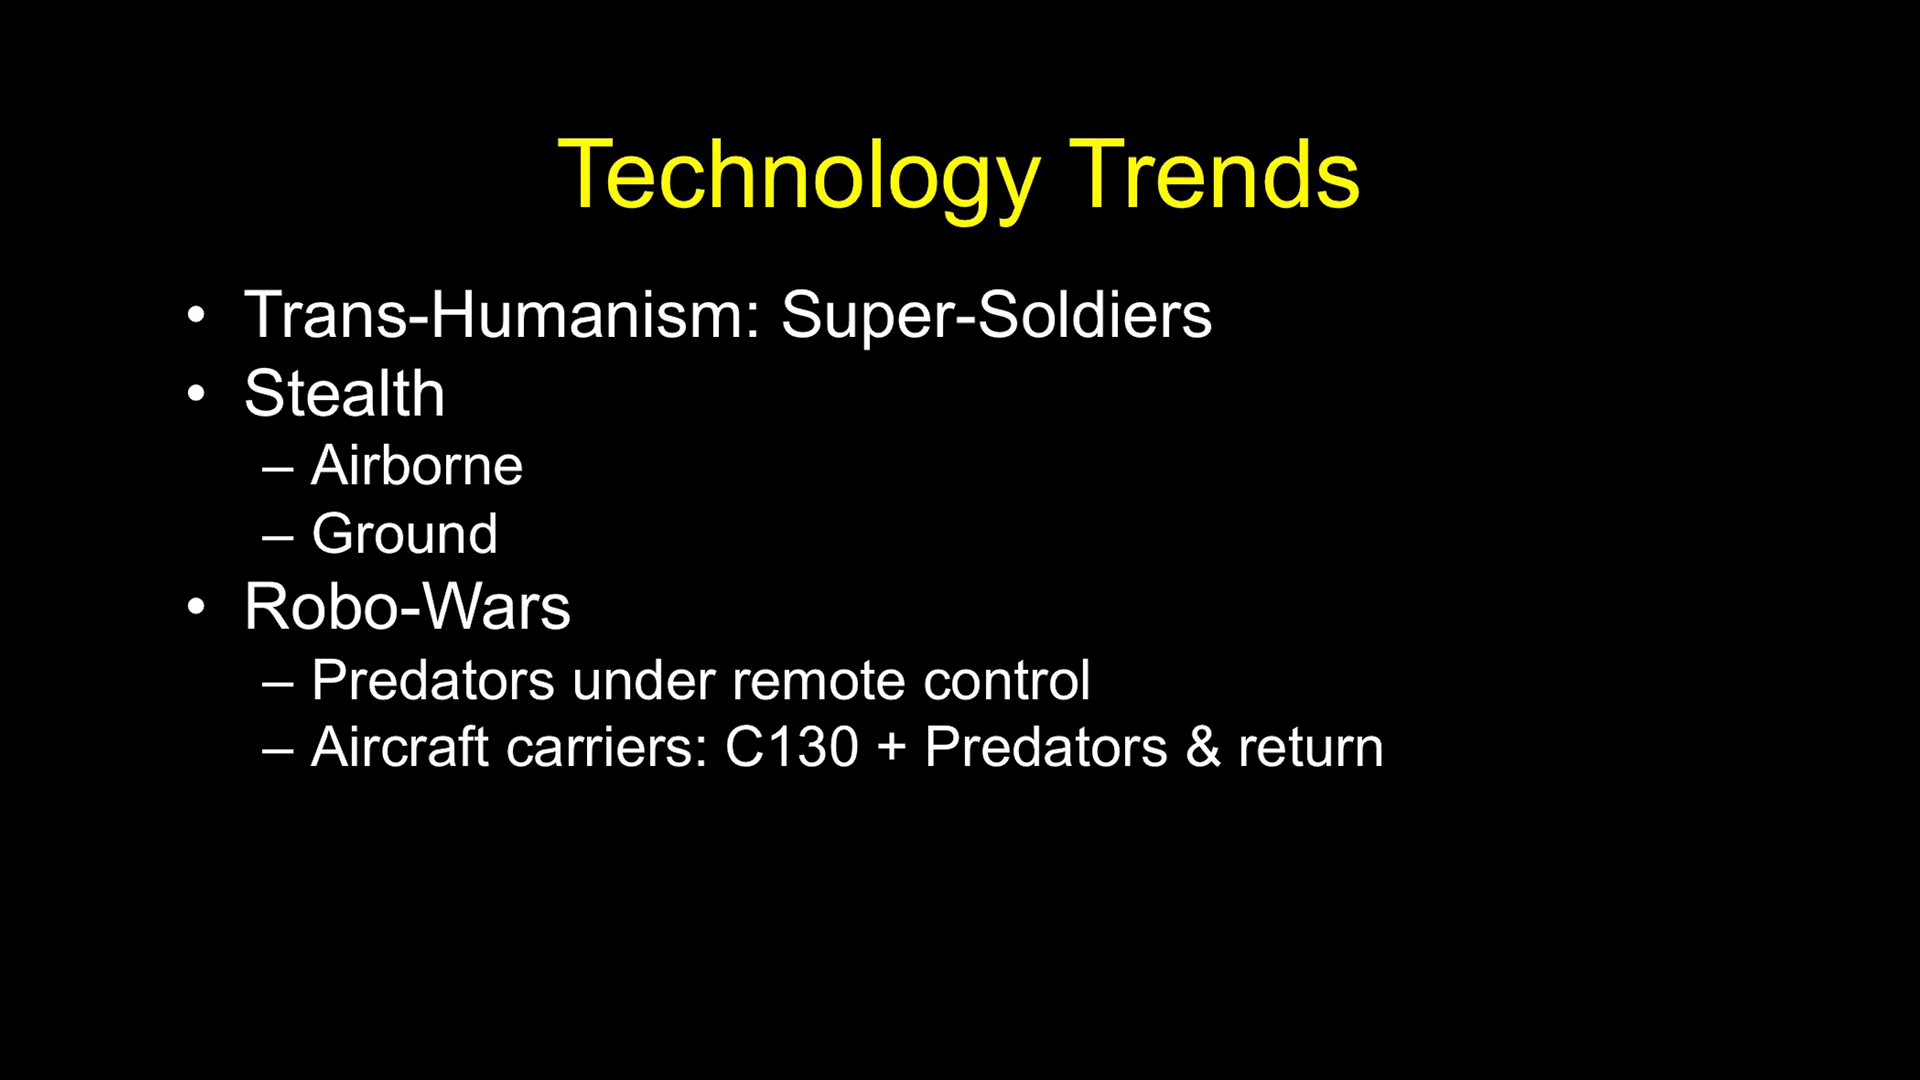 Technology Trends
• Trans-Humanism: Super-Soldiers
• Stealth
– Airborne
– Ground
• Robo-Wars
– Predators under remote control
– Aircraft carriers: C130 + Predators & return